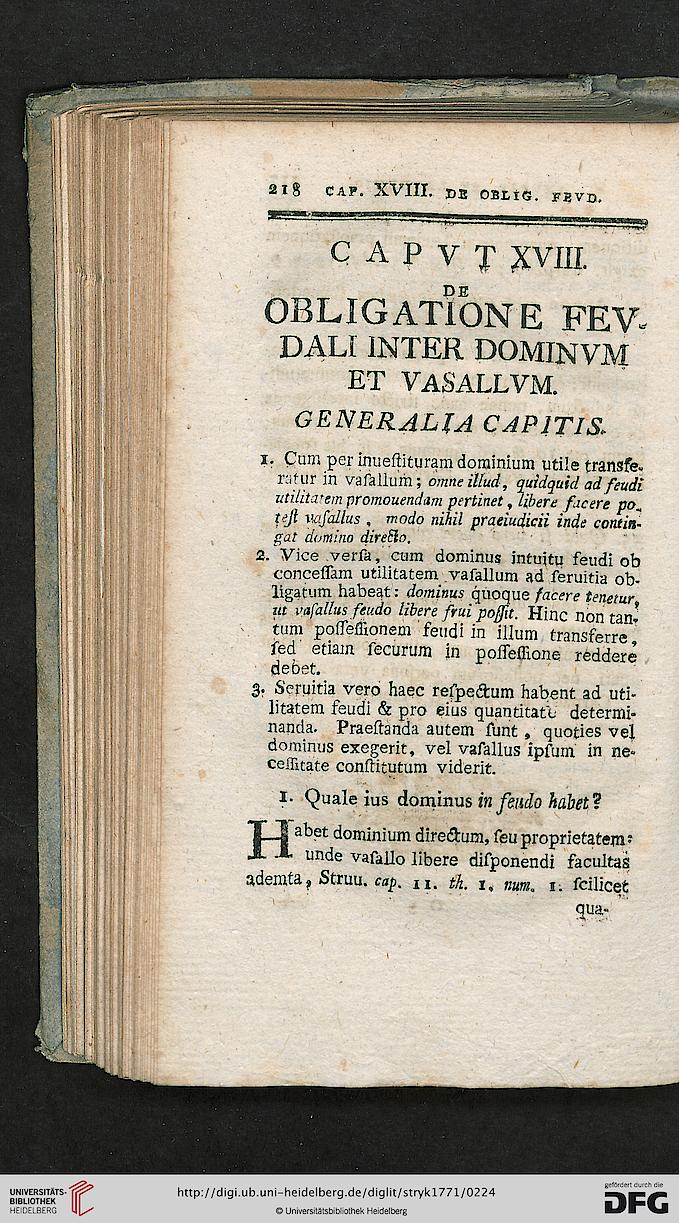 218 CAP. XVIII. DE OBLIG. FEVD.
CAPVT XVIII.
DE
OBLIGATIONE FEV-
DALI INTER DOMINVM
ET VASALLVM.
GENERALIA CAPITIS.
1. Cum per inueſtituram dominium utile transfe-
ratur in vaſallum; omne illud, quidquid ad feudi
utilitatem promouendam pertinet, libere facere po-
teſt vaſallus, modo nihil praeiudicii inde contin-
gat domino directo.
2. Vice verſa, cum dominus intuitu feudi ob
conceſſam utilitatem vaſallum ad ſeruitia ob-
ligatum habeat: dominus quoque facere tenetur,
ut vaſallus feudo libere frui poſſit. Hinc non tan-
tum poſſeſſionem feudi in illum transferre,
ſed etiam ſecurum in poſſeſſione reddere
debet.
3. Seruitia vero haec reſpectum habent ad uti-
litatem feudi & pro eius quantitate determi-
nanda. Praeſtanda autem ſunt, quoties vel
dominus exegerit, vel vaſallus ipſum in ne-
ceſſitate conſtitutum viderit.
1. Quale ius dominus in feudo habet?
Habet dominium directum, ſeu proprietatem:
unde vaſallo libere diſponendi facultas
ademta, Struu. cap. 11. th. 1. num. 1. ſcilicet
qua-
UNIVERSITÄTS-
BIBLIOTHEK
HEIDELBERG
http://digi.ub.uni-heidelberg.de/diglit/stryk1771/0224
© Universitätsbibliothek Heidelberg
gefördert durch die
DFG